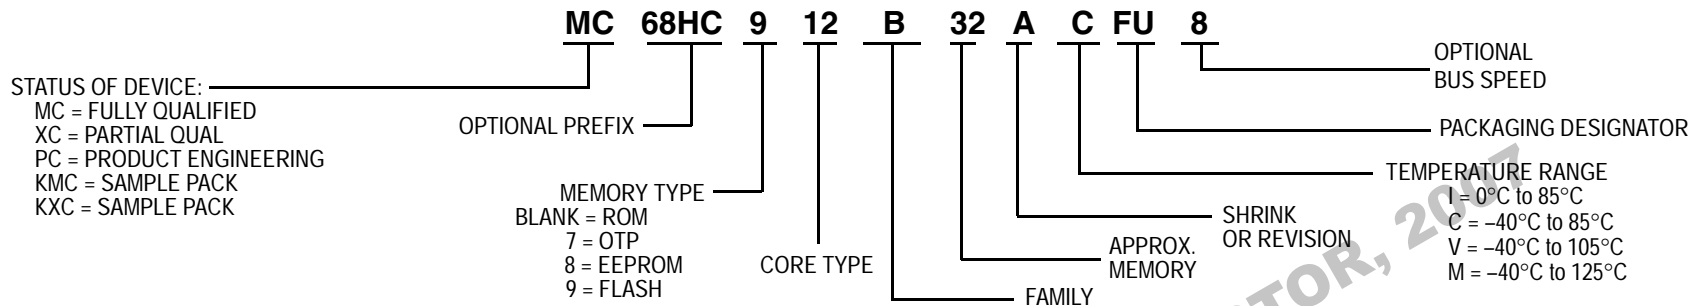 MC 68HC 9 12 B 32 A C FU 8
OPTIONAL
BUS SPEED
STATUS OF DEVICE:
MC = FULLY QUALIFIED
XC = PARTIAL QUAL
PC = PRODUCT ENGINEERING
KMC = SAMPLE PACK
KXC = SAMPLE PACK
OPTIONAL PREFIX
PACKAGING DESIGNATOR
MEMORY TYPE
BLANK = ROM
7 = OTP
8 = EEPROM
9 = FLASH
CORE TYPE
TEMPERATURE RANGE
I = 0°C to 85°C
C = –40°C to 85°C
V = –40°C to 105°C
M = –40°C to 125°C
SHRINK
OR REVISION
APPROX.
MEMORY
FAMILY
2007